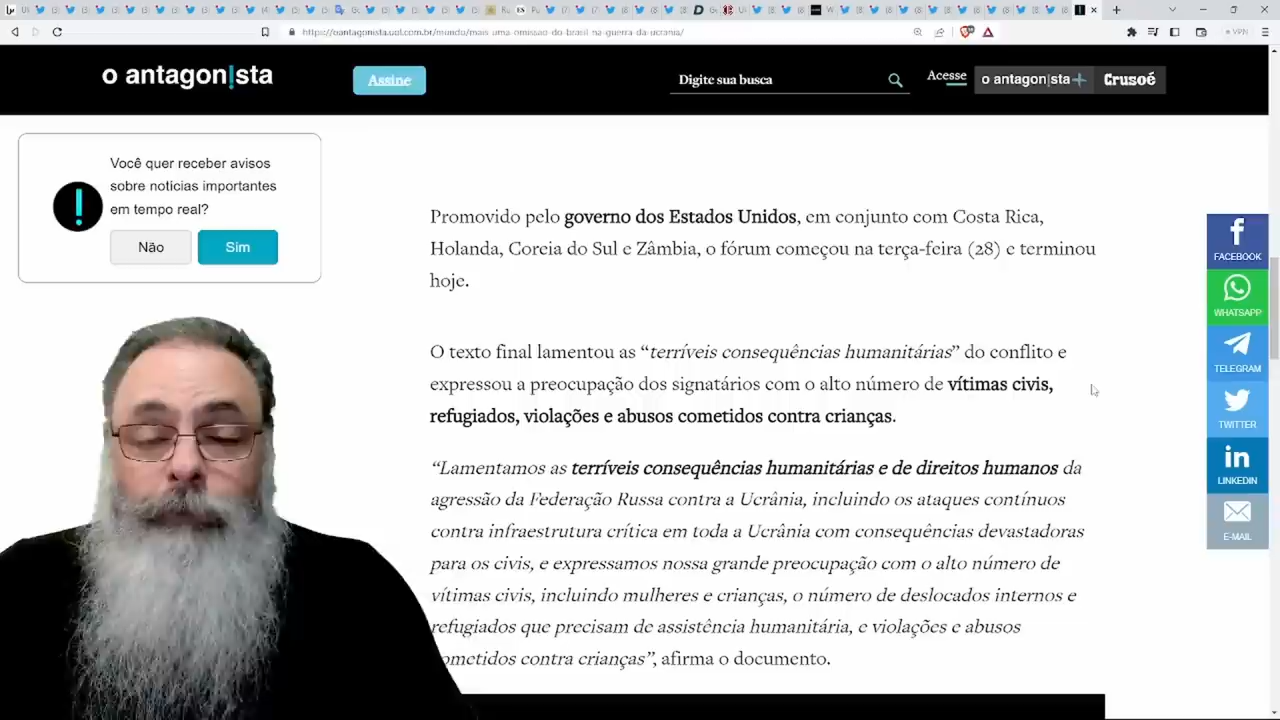 https://oantagonista.uol.com.br/mundo/mais-uma-omissao-do-brasil-na-guerra-da-ucrania/
VPN
o antagon!sta
Assine
Digite sua busca
Acesse
o antagon|sta+
Crusoé
Você quer receber avisos
sobre notícias importantes
em tempo real?
Não
Sim
Promovido pelo governo dos Estados Unidos, em conjunto com Costa Rica,
Holanda, Coreia do Sul e Zâmbia, o fórum começou na terça-feira (28) e terminou
hoje.
O texto final lamentou as “terríveis consequências humanitárias” do conflito e
expressou a preocupação dos signatários com o alto número de vítimas civis,
refugiados, violações e abusos cometidos contra crianças.
“Lamentamos as terríveis consequências humanitárias e de direitos humanos da
agressão da Federação Russa contra a Ucrânia, incluindo os ataques contínuos
contra infraestrutura crítica em toda a Ucrânia com consequências devastadoras
para os civis, e expressamos nossa grande preocupação com o alto número de
vítimas civis, incluindo mulheres e crianças, o número de deslocados internos e
refugiados que precisam de assistência humanitária, e violações e abusos
cometidos contra crianças”, afirma o documento.
FACEBOOK
WHATSAPP
TELEGRAM
TWITTER
LINKEDIN
E-MAIL